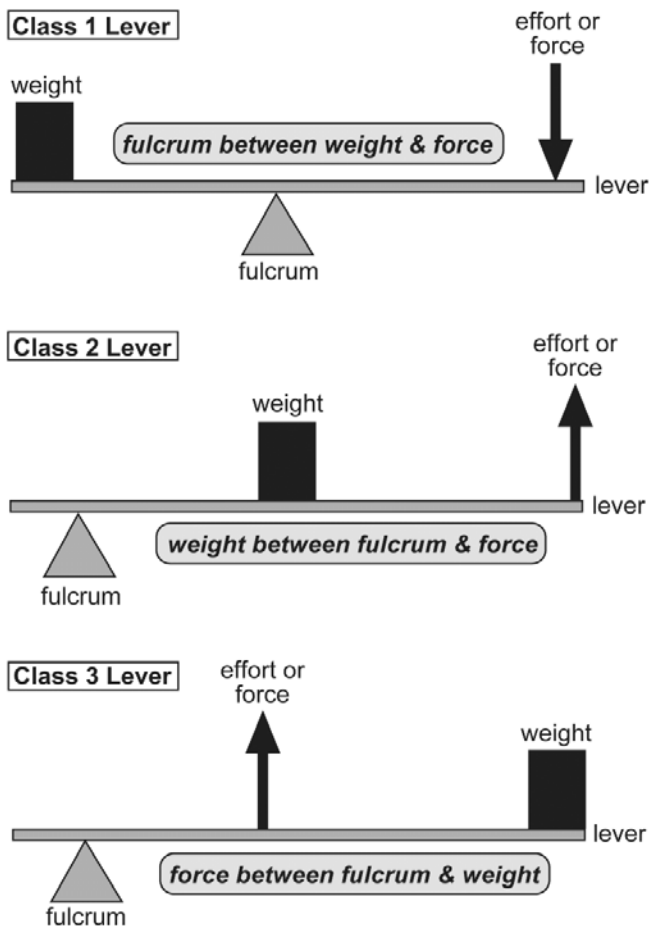 Class 1 Lever
effort or
force
weight
fulcrum between weight & force
lever
fulcrum
Class 2 Lever
effort or
force
weight
lever
weight between fulcrum & force
fulcrum
Class 3 Lever
effort or
force
weight
lever
force between fulcrum & weight
fulcrum